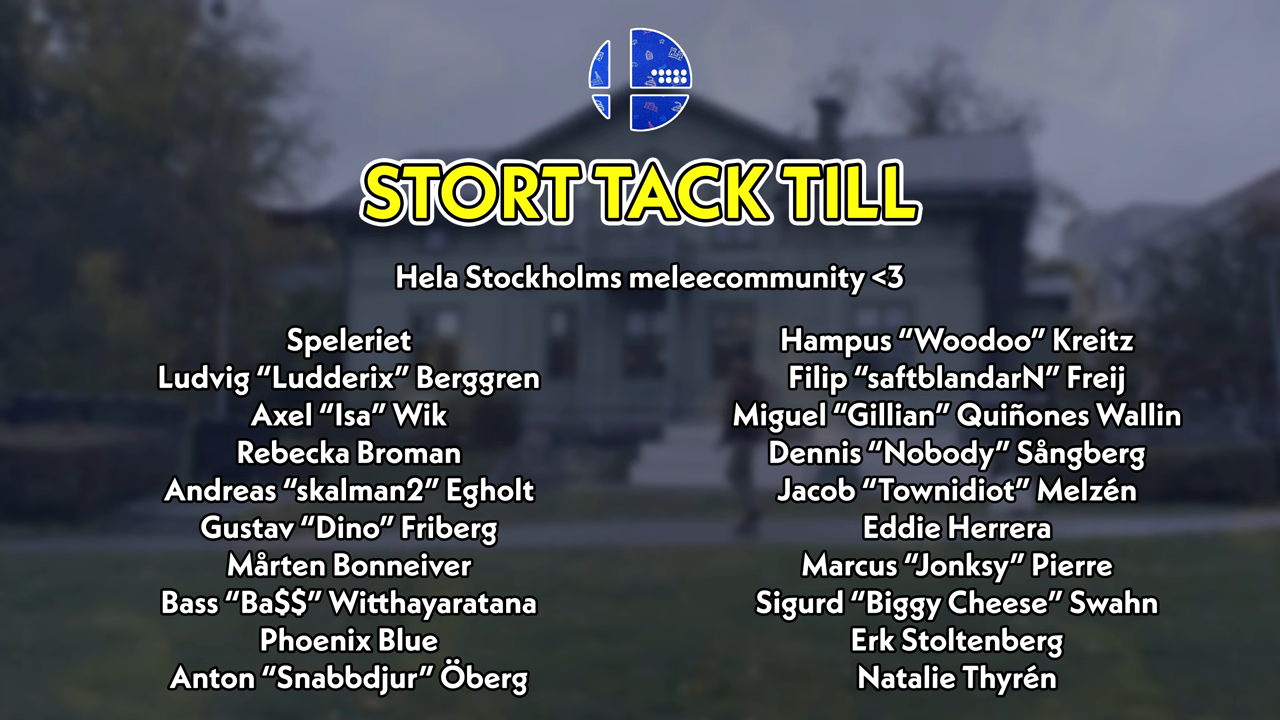 STORT TACK TILL
Hela Stockholms meleecommunity <3
Speleriet
Ludvig “Ludderix” Berggren
Axel “Isa” Wik
Rebecka Broman
Andreas “skalman2” Egholt
Gustav “Dino” Friberg
Mårten Bonneiver
Bass “Ba$$” Witthayaratana
Phoenix Blue
Anton “Snabbdjur” Öberg
Hampus “Woodoo” Kreitz
Filip “saftblandarN” Freij
Miguel “Gillian” Quiñones Wallin
Dennis “Nobody” Sångberg
Jacob “Townidiot” Melzén
Eddie Herrera
Marcus “Jonksy” Pierre
Sigurd “Biggy Cheese” Swahn
Erk Stoltenberg
Natalie Thyrén